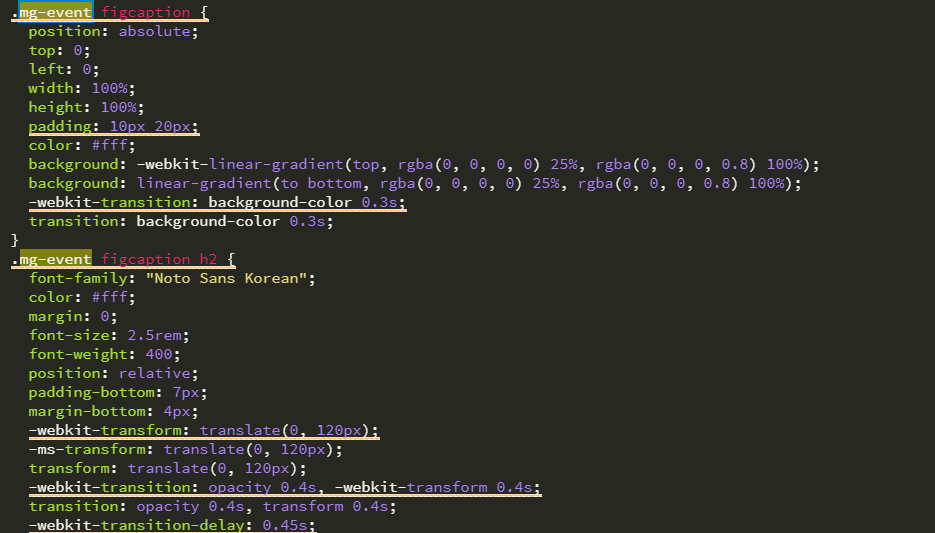 .mg-event figcaption {
position: absolute;
top: 0;
left: 0;
width: 100%;
height: 100%;
padding: 10px 20px;
color: #fff;
background: -webkit-linear-gradient(top, rgba(0, 0, 0, 0) 25%, rgba(0, 0, 0, 0.8) 100%);
background: linear-gradient(to bottom, rgba(0, 0, 0, 0) 25%, rgba(0, 0, 0, 0.8) 100%);
-webkit-transition: background-color 0.3s;
transition: background-color 0.3s;
}
.mg-event figcaption h2 {
font-family: "Noto Sans Korean";
color: #fff;
margin: 0;
font-size: 2.5rem;
font-weight: 400;
position: relative;
padding-bottom: 7px;
margin-bottom: 4px;
-webkit-transform: translate(0, 120px);
-ms-transform: translate(0, 120px);
transform: translate(0, 120px);
-webkit-transition: opacity 0.4s, -webkit-transform 0.4s;
transition: opacity 0.4s, transform 0.4s;
-webkit-transition-delay: 0.45s;